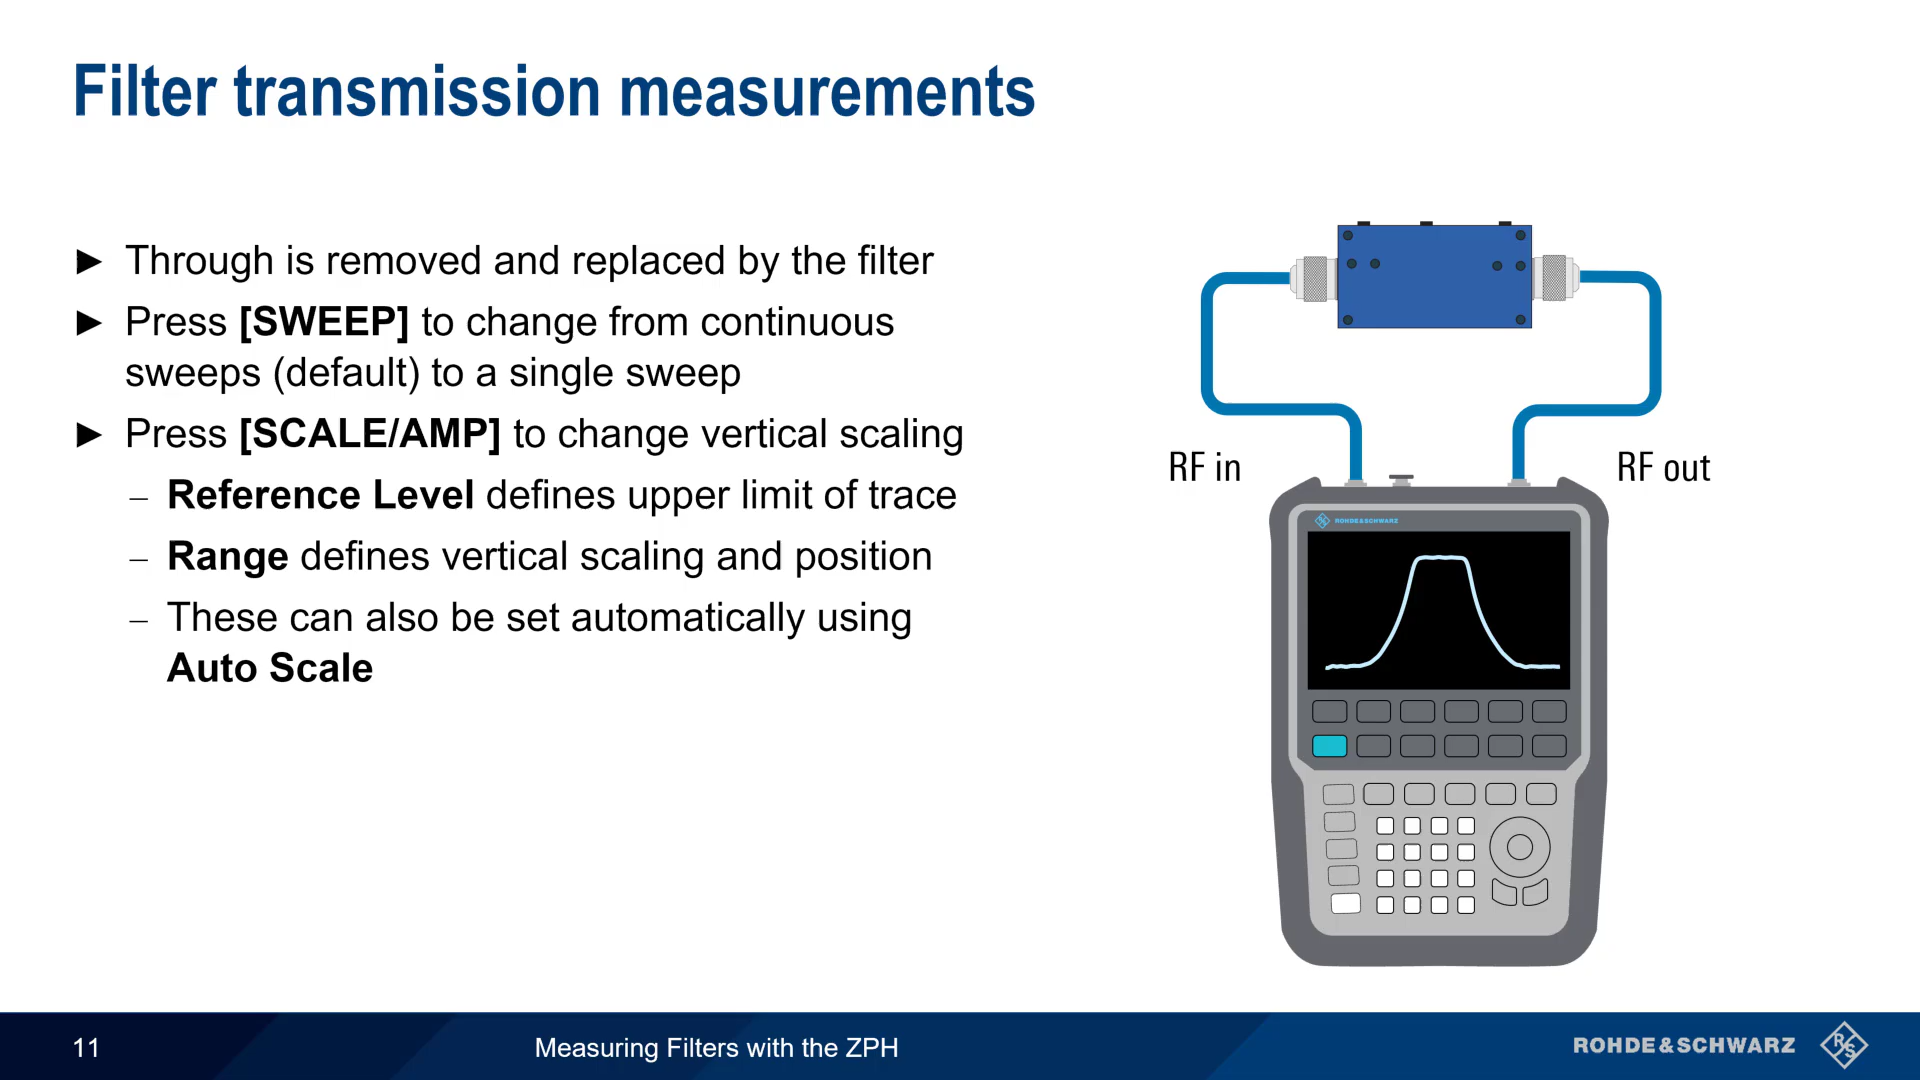 Filter transmission measurements
► Through is removed and replaced by the filter
► Press [SWEEP] to change from continuous
sweeps (default) to a single sweep
► Press [SCALE/AMP] to change vertical scaling
– Reference Level defines upper limit of trace
– Range defines vertical scaling and position
– These can also be set automatically using
Auto Scale
RF in
RF out
ROHDE&SCHWARZ
11
Measuring Filters with the ZPH
ROHDE&SCHWARZ
R
S